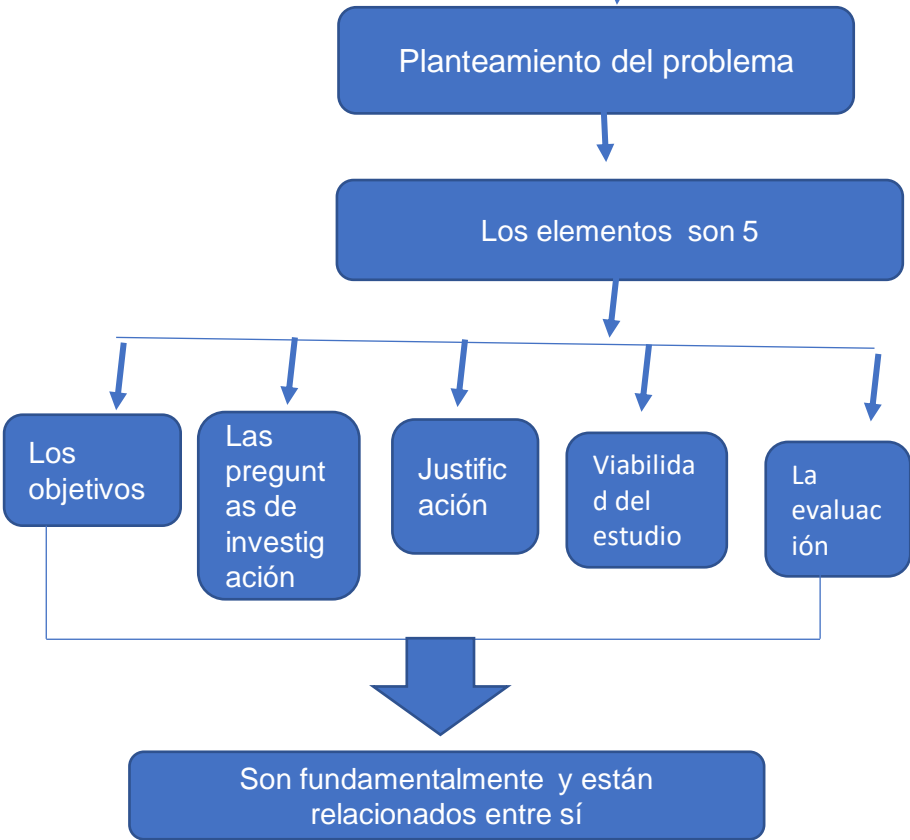 Planteamiento del problema
Los elementos  son 5
Los
objetivos
Las
pregunt
as de
investig
ación
Justific
ación
Viabilida
d del
estudio
La
evaluac
ión
Son fundamentalmente  y están
relacionados entre sí